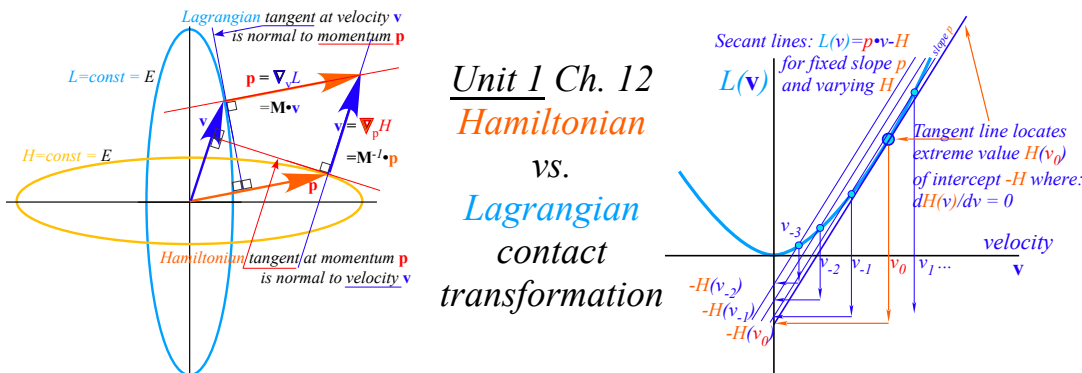 Lagrangian tangent at velocity v
is normal to momentum p
L=const = E
p = ∇vL
=M•v
v
v = ∇pH
=M-1•p
H=const = E
p
Hamiltonian tangent at momentum p
is normal to velocity v
Unit 1 Ch. 12
Hamiltonian
vs.
Lagrangian
contact
transformation
Secant lines: L(v)=p•v-H
for fixed slope p
and varying H
L(v)
slope p
Tangent line locates
extreme value H(v0)
of intercept -H where:
dH(v)/dv = 0
velocity
v
v-3
v-2
v-1
v0
v1 ...
-H(v-2)
-H(v-1)
-H(v0)